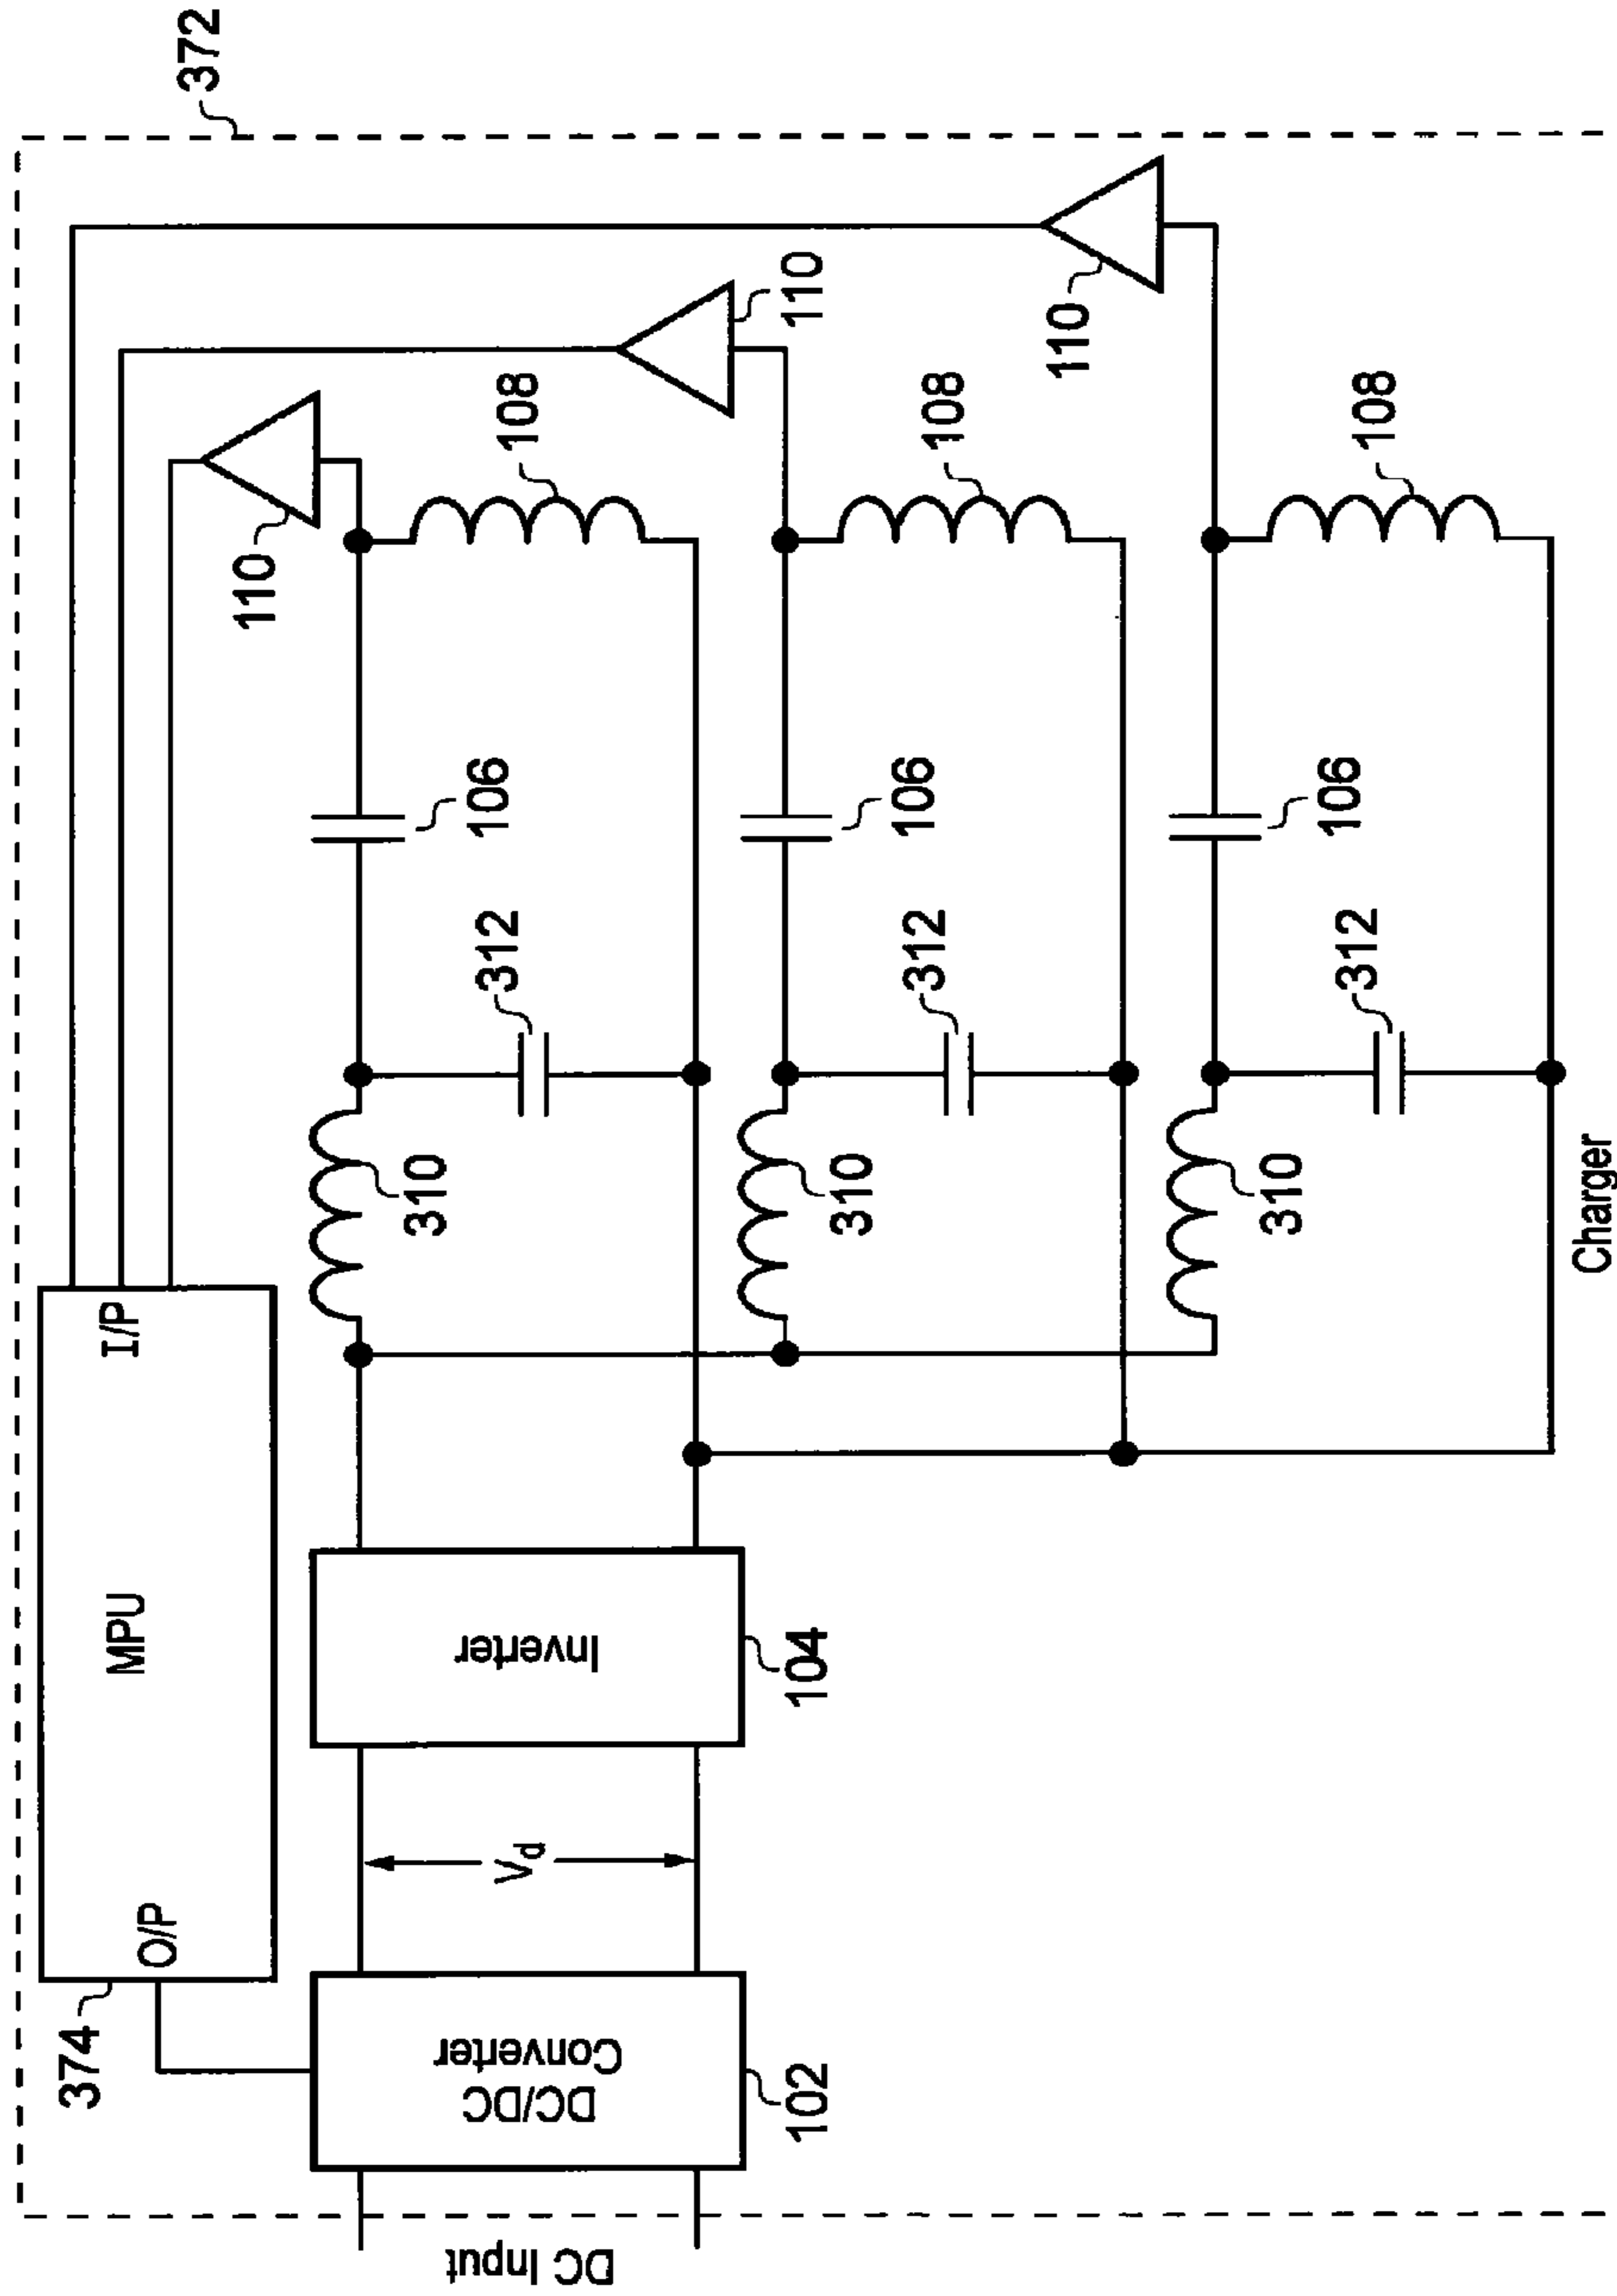 372
374
MPU
O/P
I/P
110
110
110
108
108
108
106
106
106
312
312
312
310
310
310
DC Input
DC/DC
Converter
102
Vd
Inverter
104
Charger